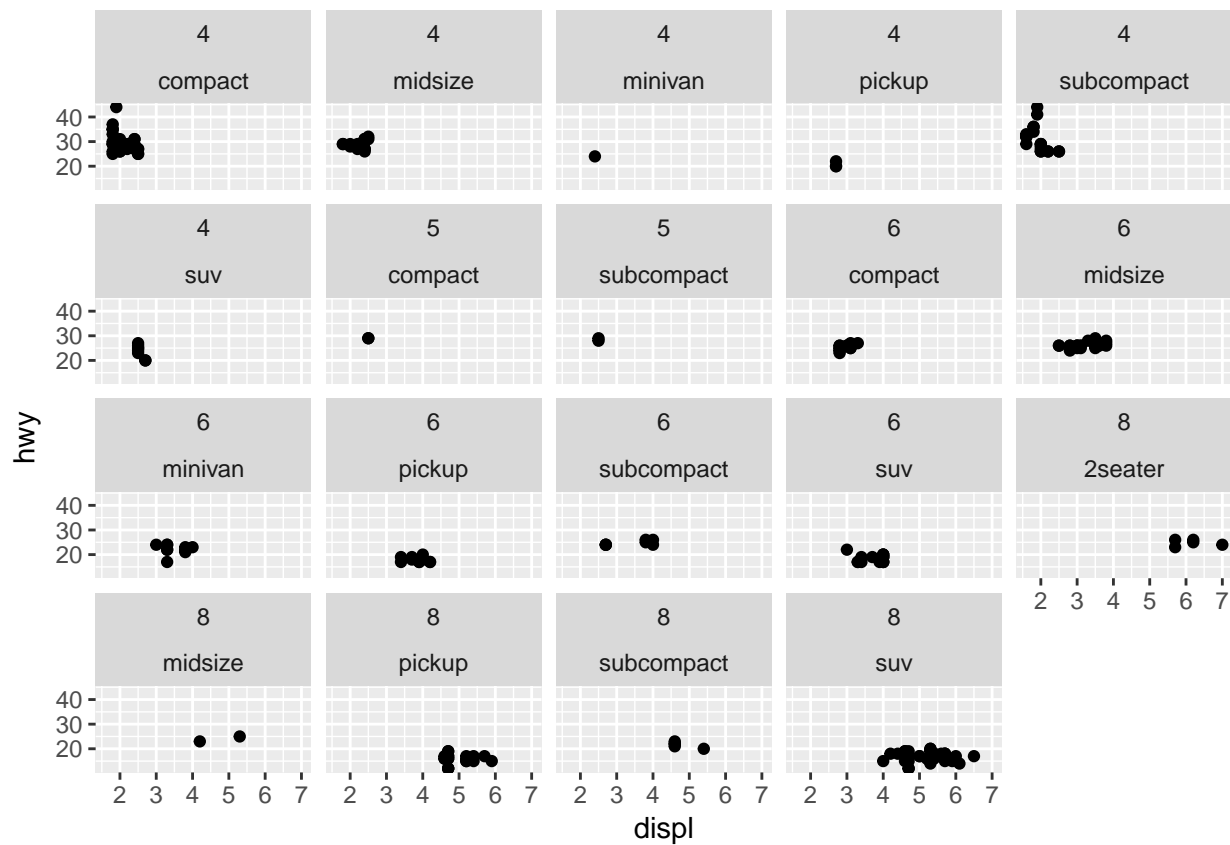 4 4 4 4 4
compact midsize minivan pickup subcompact
40
30
20
4 5 5 6 6
suv compact subcompact compact midsize
40
30
20
hwy
6 6 6 6 8
minivan pickup subcompact suv 2seater
40
30
20
2 3 4 5 6 7
8 8 8 8
midsize pickup subcompact suv
40
30
20
2 3 4 5 6 7 2 3 4 5 6 7 2 3 4 5 6 7 2 3 4 5 6 7
displ